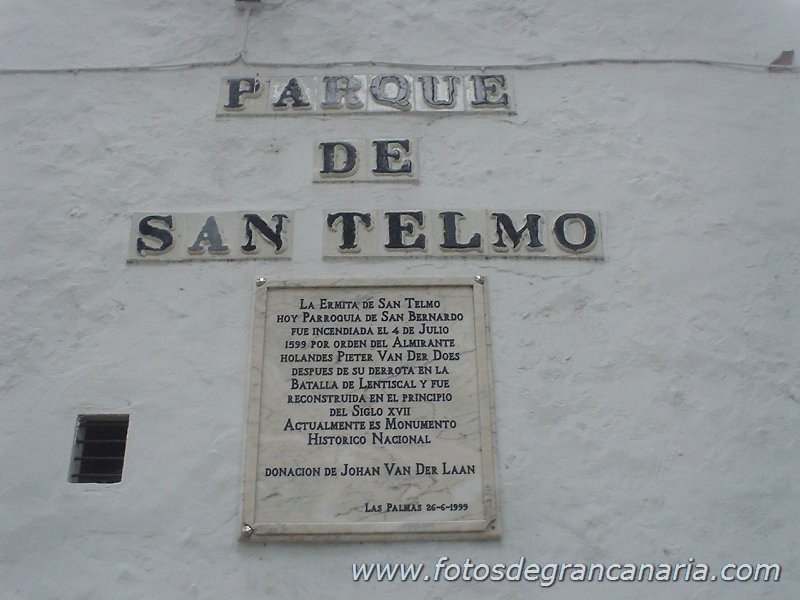 PARQUE
DE
SAN TELMO
LA ERMITA DE SAN TELMO
HOY PARROQUIA DE SAN BERNARDO
FUE INCENDIADA EL 4 DE JULIO
1599 POR ORDEN DEL ALMIRANTE
HOLANDES PIETER VAN DER DOES
DESPUES DE SU DERROTA EN LA
BATALLA DE LENTISCAL Y FUE
RECONSTRUIDA EN EL PRINCIPIO
DEL SIGLO XVII
ACTUALMENTE ES MONUMENTO
HISTORICO NACIONAL
DONACION DE JOHAN VAN DER LAAN
LAS PALMAS 26-6-1999
www.fotosdegrancanaria.com